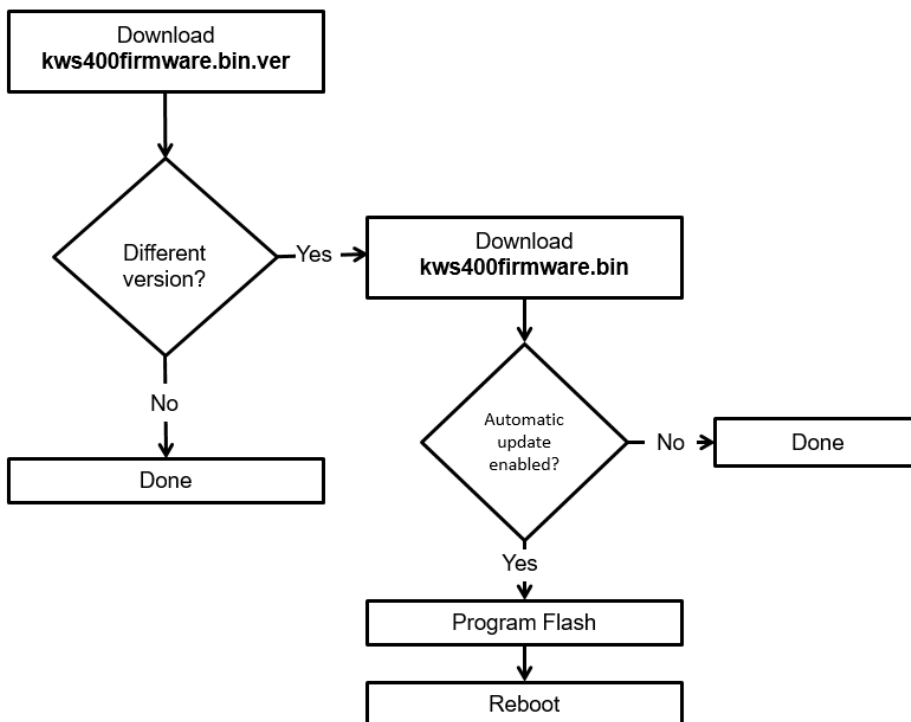 Download
kws400firmware.bin.ver
Different
version?
Yes
Download
kws400firmware.bin
No
Done
Automatic
update
enabled?
No
Done
Yes
Program Flash
Reboot